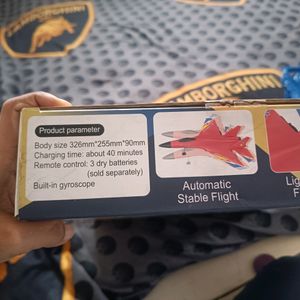 LAMBORGHINI
LAMBORGHINI
Product parameter
Body size 326mm*255mm*90mm
Charging time: about 40 minutes
Remote control: 3 dry batteries
(sold separately)
Built-in gyroscope
Automatic
Stable Flight